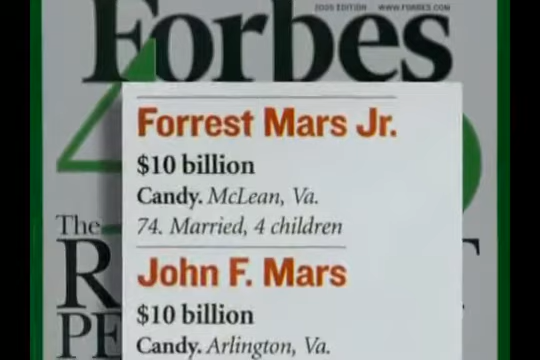 2005 EDITION WWW.FORBES.COM
Forbes
Forrest Mars Jr.
$10 billion
Candy. McLean, Va.
74. Married, 4 children
The
John F. Mars
$10 billion
Candy. Arlington, Va.